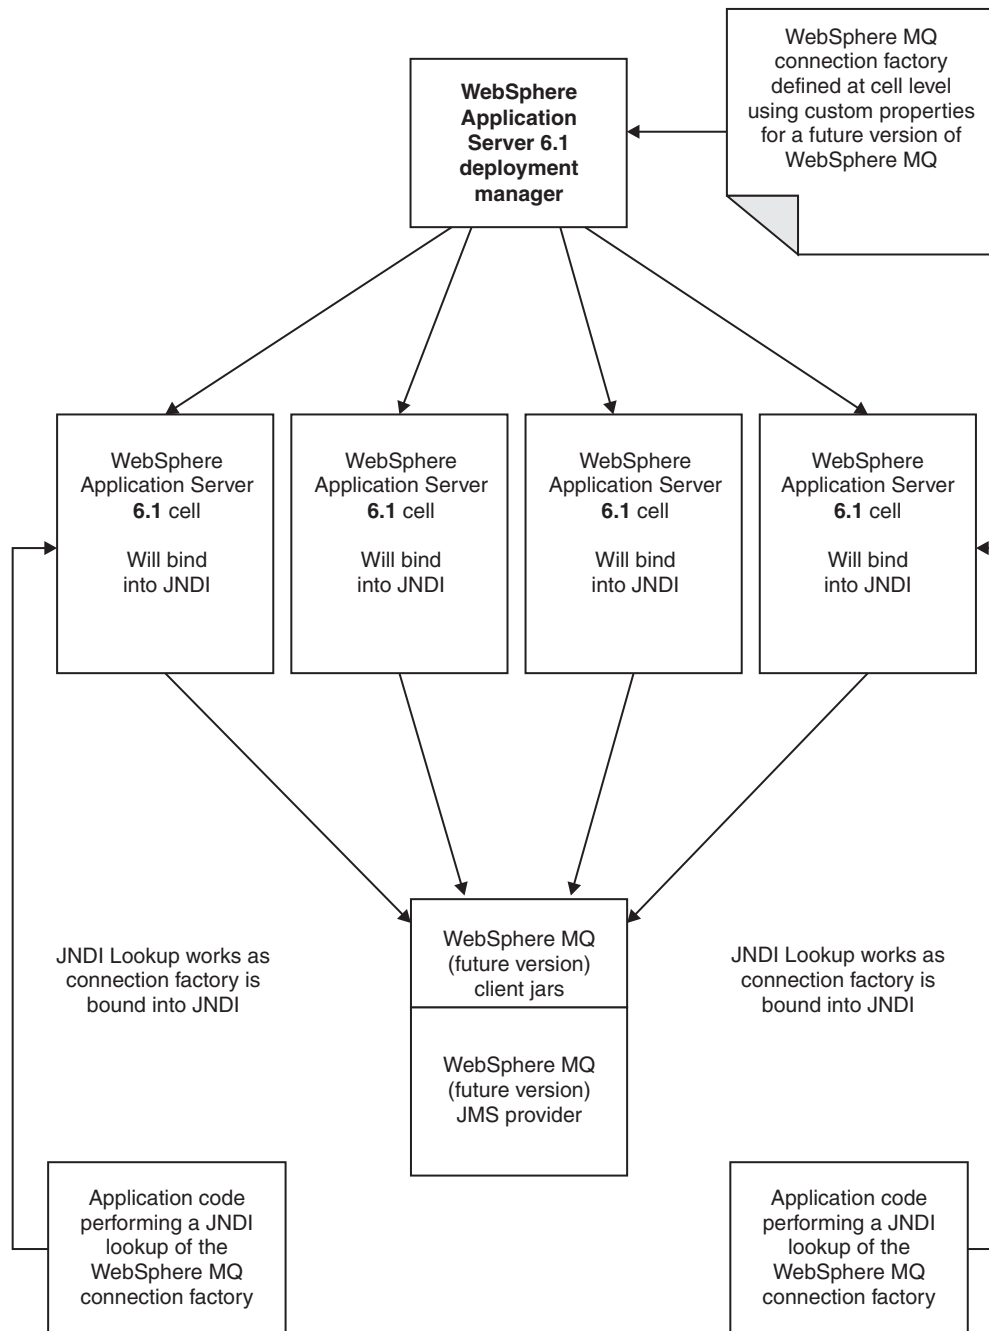 WebSphere MQ
connection factory
defined at cell level
using custom properties
for a future version of
WebSphere MQ
WebSphere
Application
Server 6.1
deployment
manager
WebSphere
Application Server
6.1 cell
Will bind
into JNDI
WebSphere
Application Server
6.1 cell
Will bind
into JNDI
WebSphere
Application Server
6.1 cell
Will bind
into JNDI
WebSphere
Application Server
6.1 cell
Will bind
into JNDI
JNDI Lookup works as
connection factory is
bound into JNDI
WebSphere MQ
(future version)
client jars
WebSphere MQ
(future version)
JMS provider
JNDI Lookup works as
connection factory is
bound into JNDI
Application code
performing a JNDI
lookup of the
WebSphere MQ
connection factory
Application code
performing a JNDI
lookup of the
WebSphere MQ
connection factory